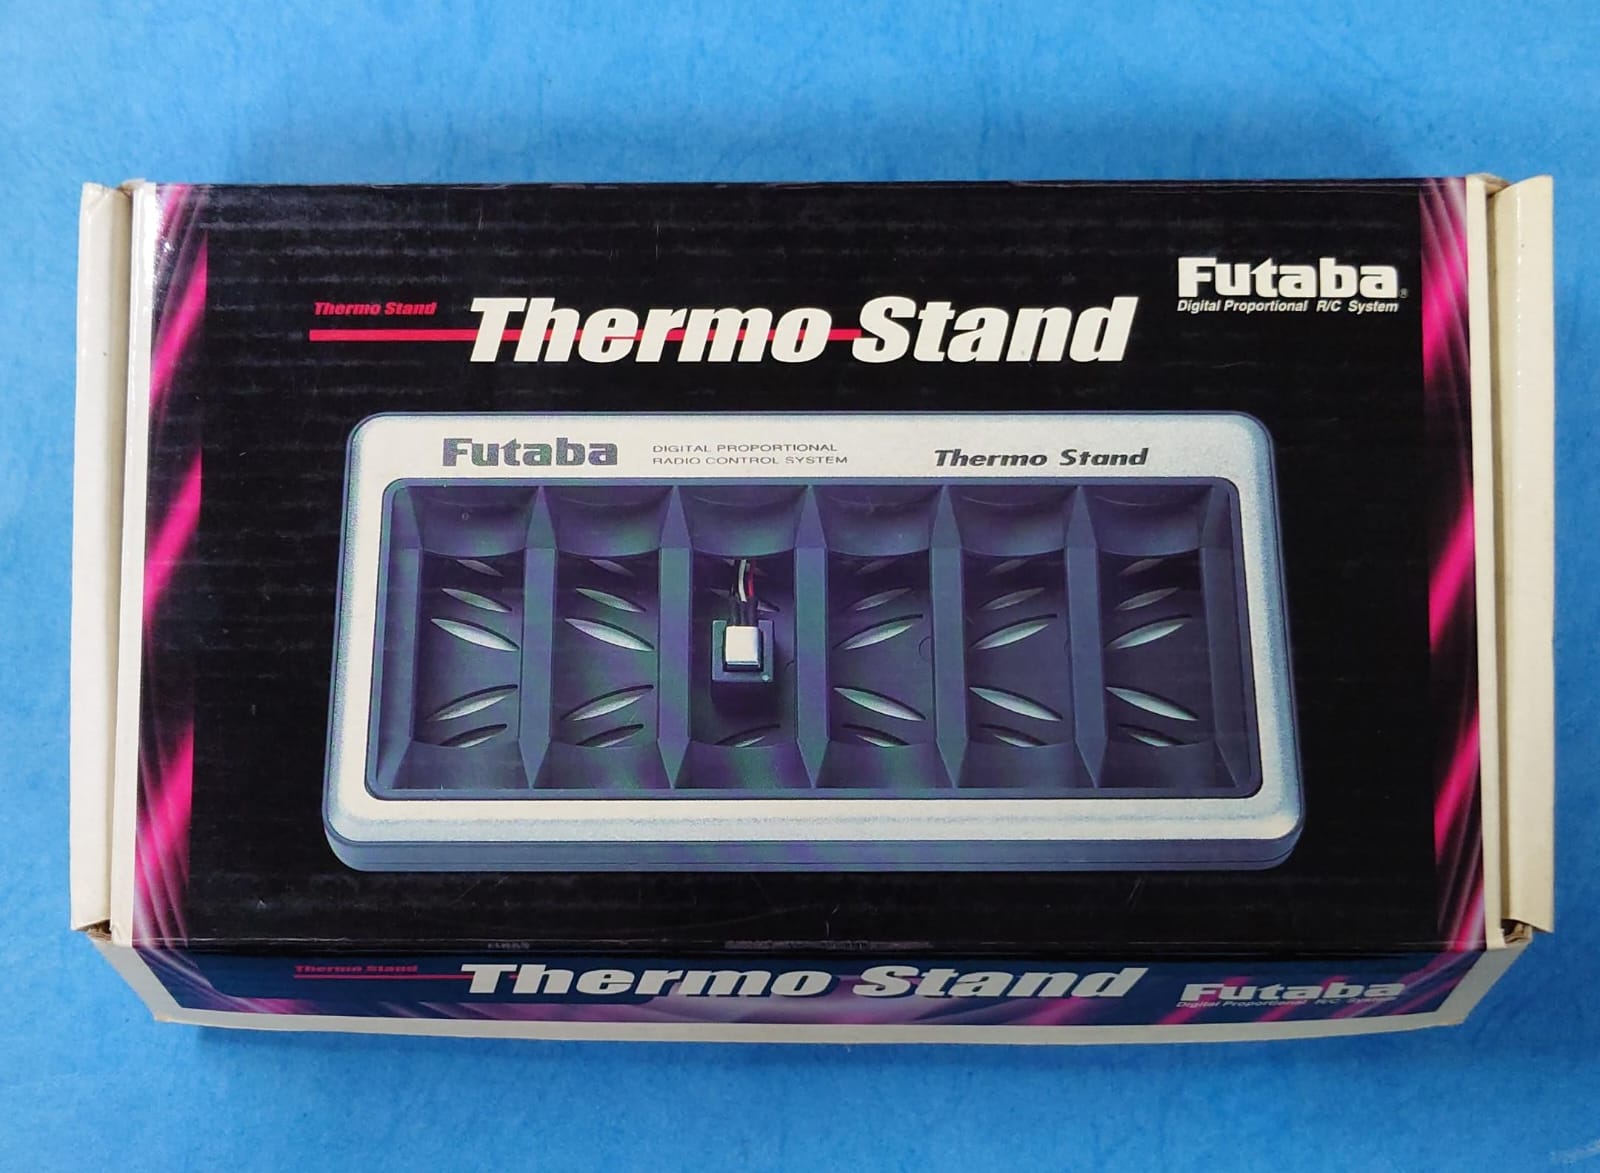 Thermo Stand
Thermo Stand
Futaba®
Digital Proportional R/C System
Futaba
DIGITAL PROPORTIONAL
RADIO CONTROL SYSTEM
Thermo Stand
Thermo Stand
Thermo Stand
Futaba
Digital Proportional R/C System